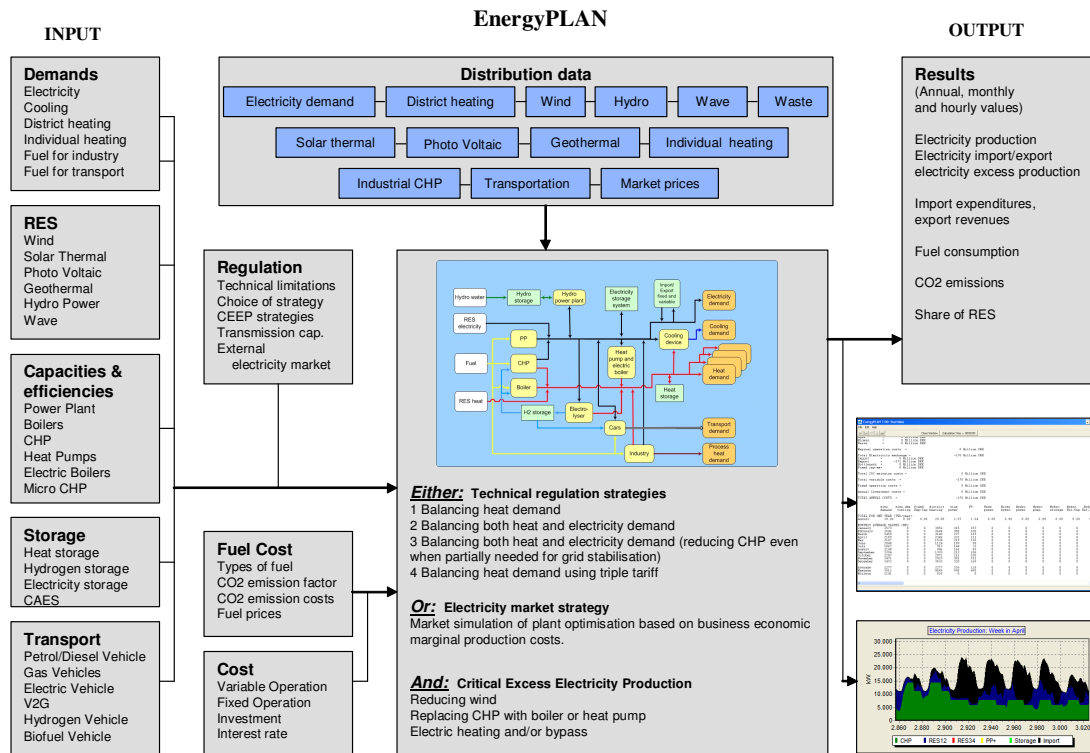 EnergyPLAN
INPUT
OUTPUT
Demands
Electricity
Cooling
District heating
Individual heating
Fuel for industry
Fuel for transport
RES
Wind
Solar Thermal
Photo Voltaic
Geothermal
Hydro Power
Wave
Capacities &
efficiencies
Power Plant
Boilers
CHP
Heat Pumps
Electric Boilers
Micro CHP
Storage
Heat storage
Hydrogen storage
Electricity storage
CAES
Transport
Petrol/Diesel Vehicle
Gas Vehicles
Electric Vehicle
V2G
Hydrogen Vehicle
Biofuel Vehicle
Regulation
Technical limitations
Choice of strategy
CEEP strategies
Transmission cap.
External
electricity market
Fuel Cost
Types of fuel
CO2 emission factor
CO2 emission costs
Fuel prices
Cost
Variable Operation
Fixed Operation
Investment
Interest rate
Distribution data
Electricity demand
District heating
Wind
Hydro
Wave
Waste
Solar thermal
Photo Voltaic
Geothermal
Individual heating
Industrial CHP
Transportation
Market prices
Hydro water
Hydro
storage
Hydro
power plant
Electricity
storage
system
Import/
Export
fixed and
variable
Electricity
demand
RES
electricity
PP
Cooling
device
Cooling
demand
Fuel
CHP
Heat
pump and
electric
boiler
Boiler
Heat
demand
RES heat
Heat
storage
H2 storage
Electro-
lyser
Cars
Transport
demand
Industry
Process
heat
demand
Either: Technical regulation strategies
1 Balancing heat demand
2 Balancing both heat and electricity demand
3 Balancing both heat and electricity demand (reducing CHP even
when partially needed for grid stabilisation)
4 Balancing heat demand using triple tariff
Or: Electricity market strategy
Market simulation of plant optimisation based on business economic
marginal production costs.
And: Critical Excess Electricity Production
Reducing wind
Replacing CHP with boiler or heat pump
Electric heating and/or bypass
Results
(Annual, monthly
and hourly values)
Electricity production
Electricity import/export
electricity excess production
Import expenditures,
export revenues
Fuel consumption
CO2 emissions
Share of RES
Electricity Production: Week in April
kW
30.000
25.000
20.000
15.000
10.000
5.000
0
2.860 2.880 2.900 2.920 2.940 2.960 2.980 3.000 3.020
CHP RES12 RES34 PP+ Storage Import